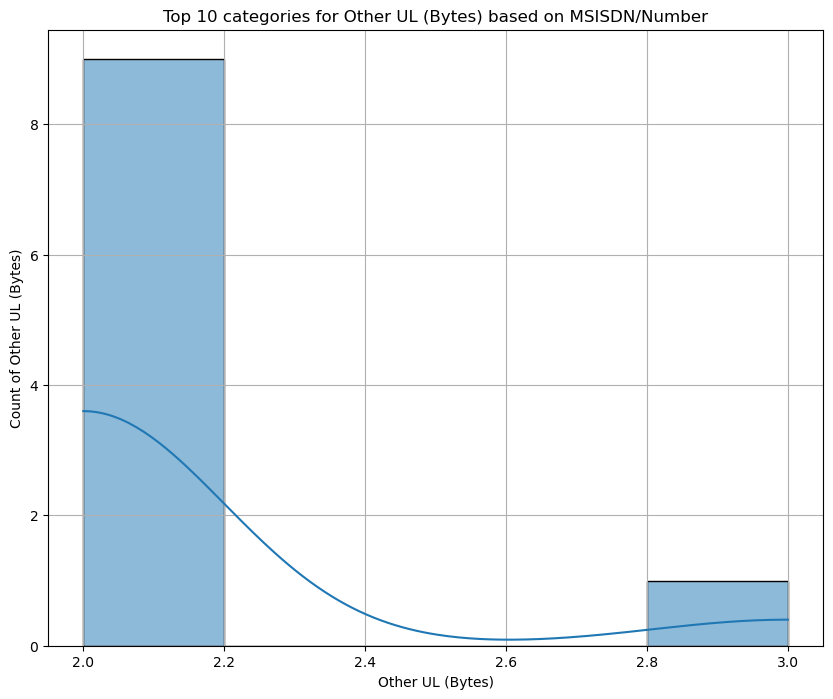 Top 10 categories for Other UL (Bytes) based on MSISDN/Number
Count of Other UL (Bytes)
8
6
4
2
0
2.0 2.2 2.4 2.6 2.8 3.0
Other UL (Bytes)